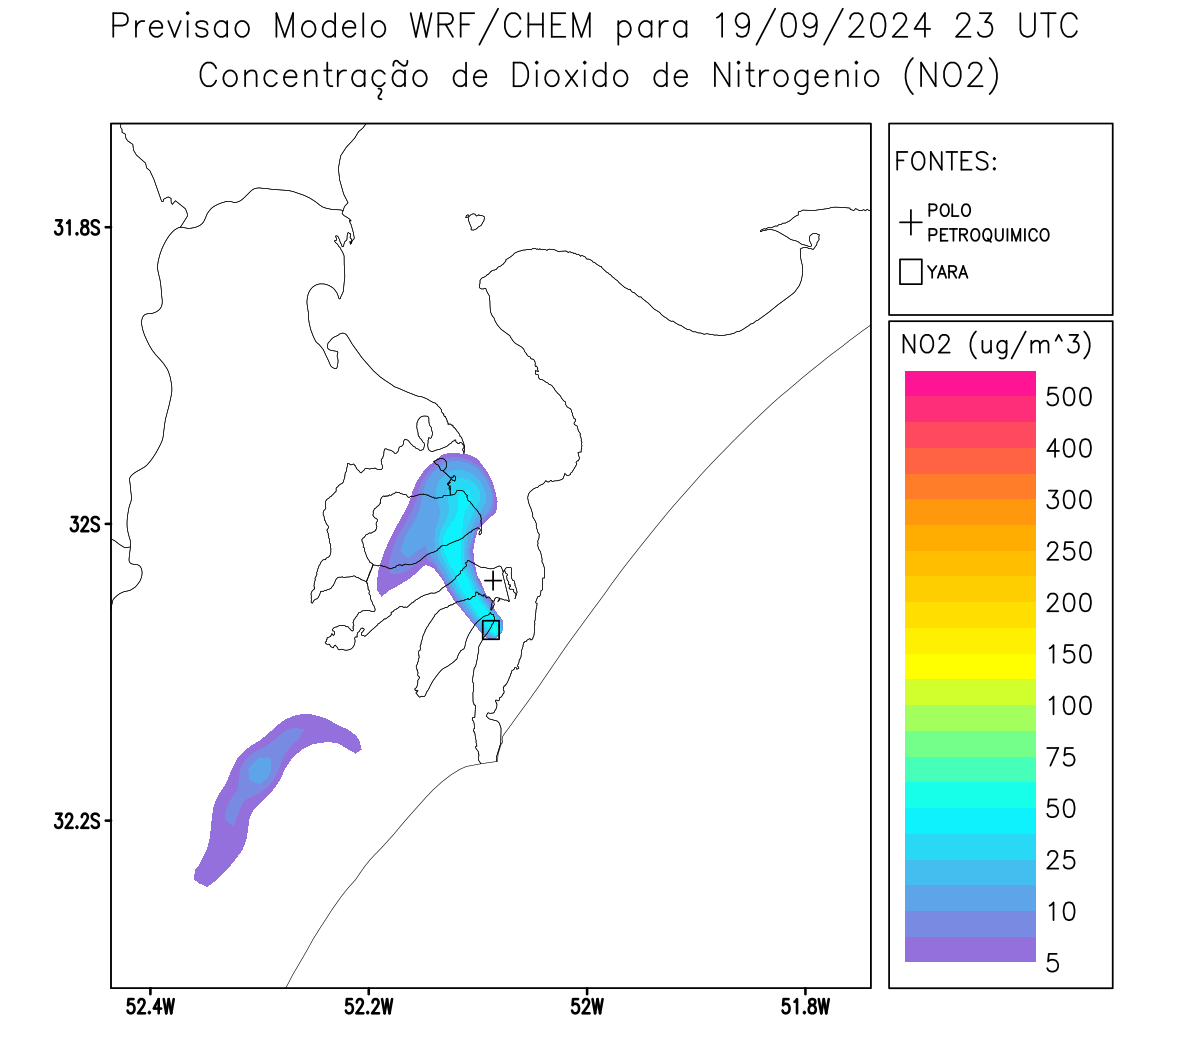 Previsao Modelo WRF/CHEM para 19/09/2024 23 UTC
Concentração de Dioxido de Nitrogenio (NO2)
FONTES:
POLO
PETROQUIMICO
YARA
31.8S
32S
32.2S
52.4W
52.2W
52W
51.8W
NO2 (ug/m^3)
500
400
300
250
200
150
100
75
50
25
10
5